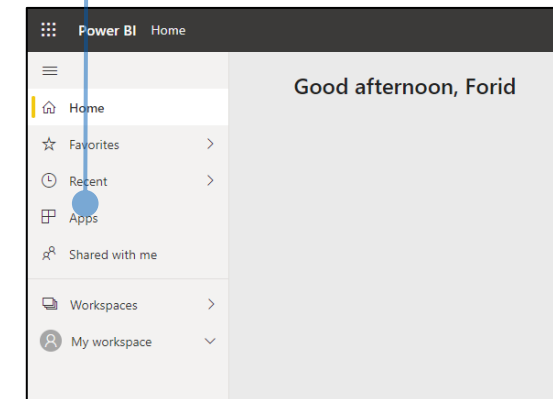 Power BI Home
Good afternoon, Forid
Home
Favorites
Recent
Apps
Shared with me
Workspaces
My workspace